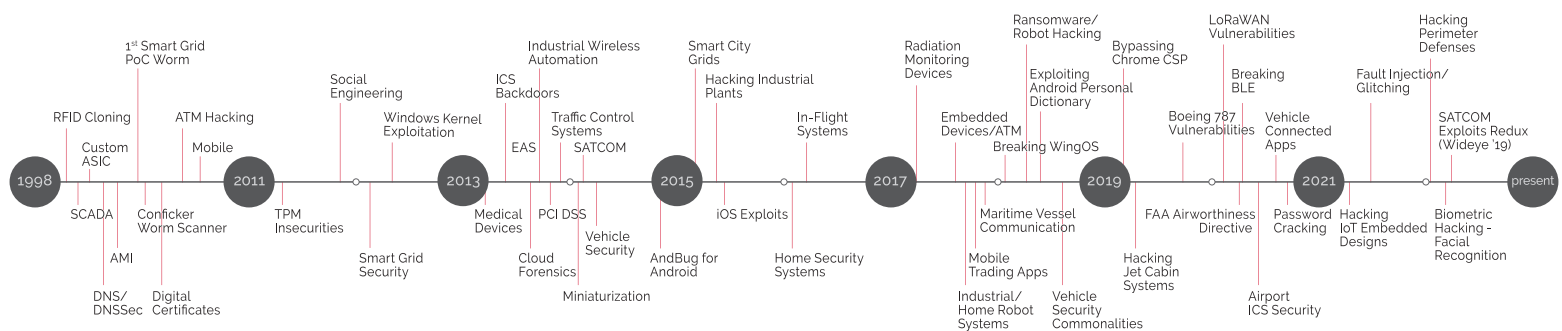 1998
RFID Cloning
SCADA
Custom
ASIC
DNS/
DNSSec
AMI
1st Smart Grid
PoC Worm
Conficker
Worm Scanner
Digital
Certificates
ATM Hacking
Mobile
2011
TPM
Insecurities
Social
Engineering
Smart Grid
Security
Windows Kernel
Exploitation
2013
Medical
Devices
ICS
Backdoors
EAS
Cloud
Forensics
Industrial Wireless
Automation
PCI DSS
Traffic Control
Systems
Miniaturization
SATCOM
Vehicle
Security
AndBug for
Android
2015
Smart City
Grids
Hacking Industrial
Plants
iOS Exploits
Home Security
Systems
In-Flight
Systems
2017
Radiation
Monitoring
Devices
Embedded
Devices/ATM
Industrial/
Home Robot
Systems
Mobile
Trading Apps
Maritime Vessel
Communication
Breaking WingOS
Ransomware/
Robot Hacking
Exploiting
Android Personal
Dictionary
Vehicle
Security
Commonalities
2019
Bypassing
Chrome CSP
Hacking
Jet Cabin
Systems
Boeing 787
Vulnerabilities
LoRaWAN
Vulnerabilities
Breaking
BLE
FAA Airworthiness
Directive
Airport
ICS Security
Vehicle
Connected
Apps
Password
Cracking
2021
Hacking
IoT Embedded
Designs
Fault Injection/
Glitching
Hacking
Perimeter
Defenses
Biometric
Hacking -
Facial
Recognition
SATCOM
Exploits Redux
(Wideye '19)
present